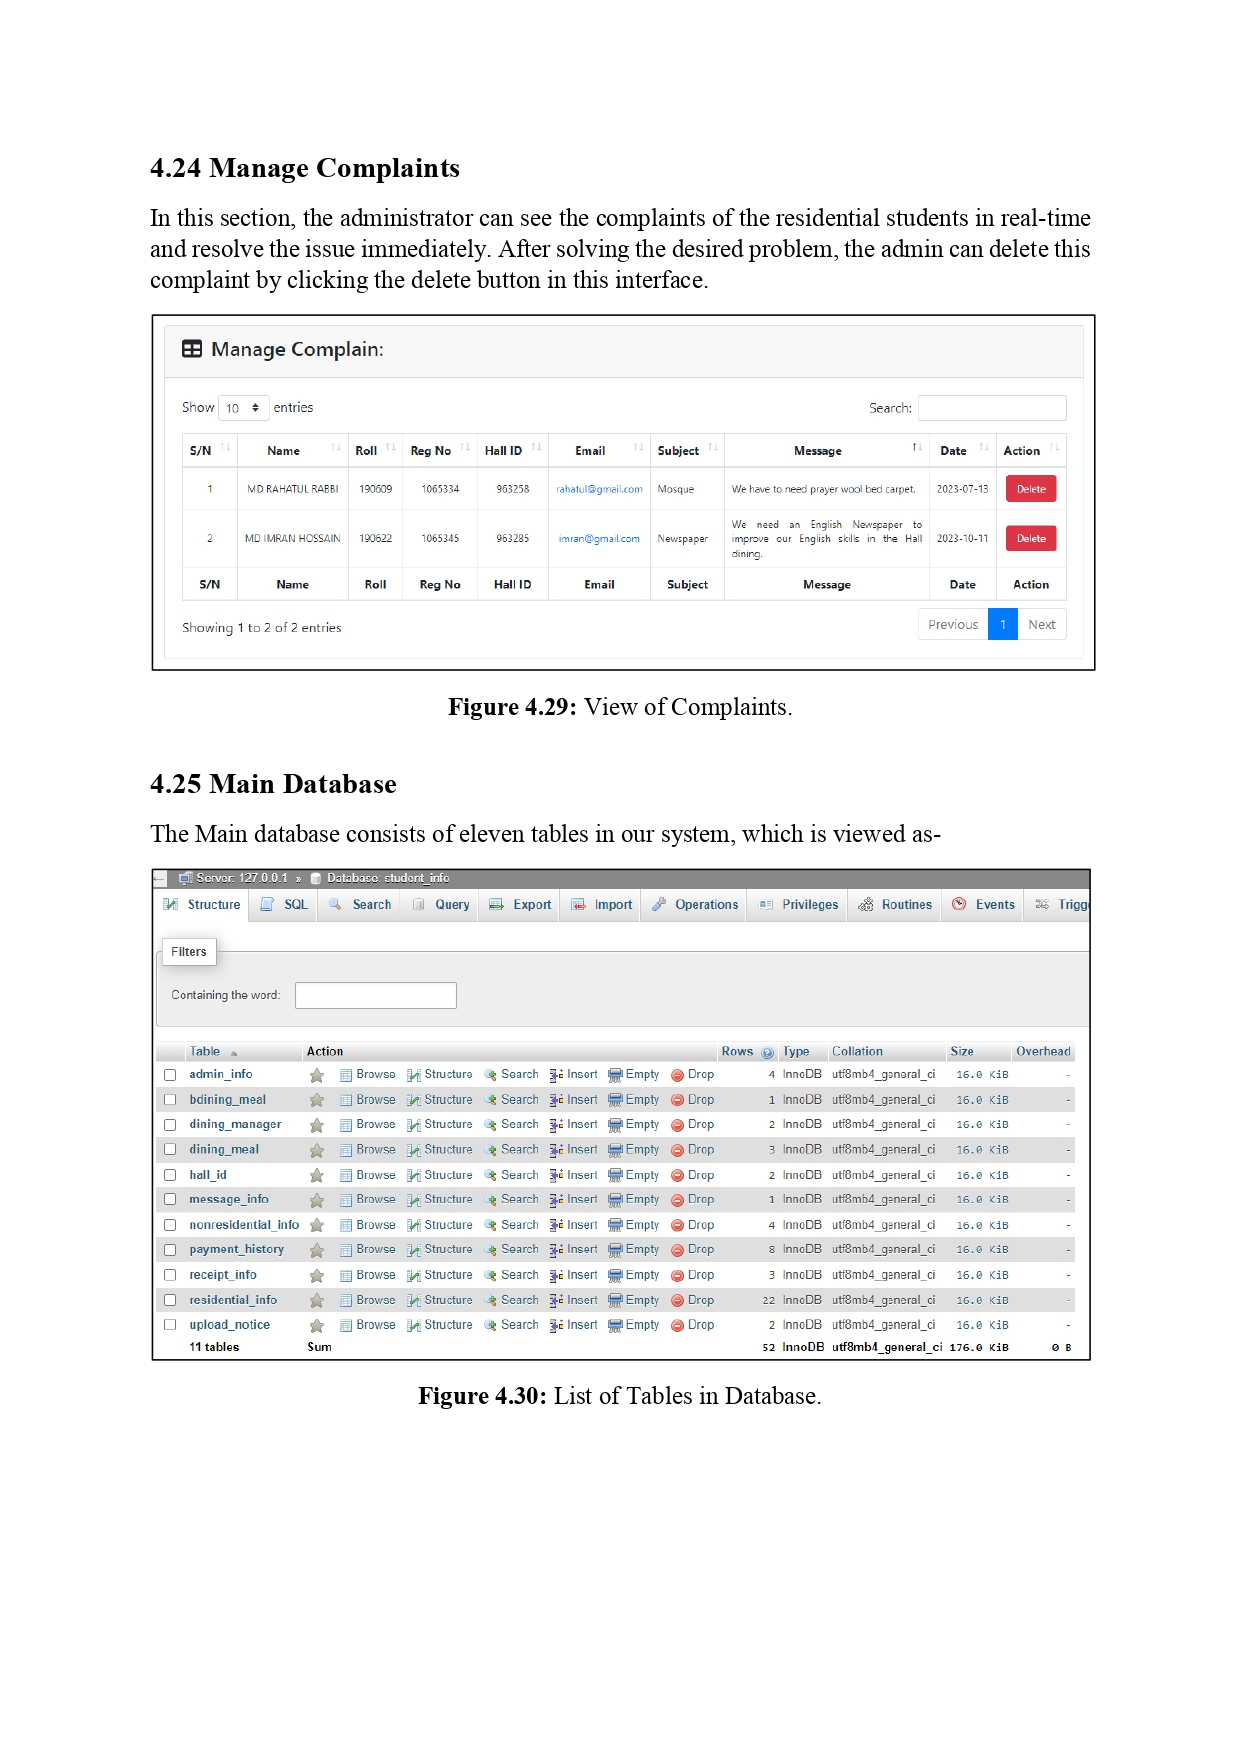 4.24 Manage Complaints
In this section, the administrator can see the complaints of the residential students in real-time
and resolve the issue immediately. After solving the desired problem, the admin can delete this
complaint by clicking the delete button in this interface.
Manage Complain:
Show 10 entries Search:
S/N Name Roll Reg No Hall ID Email Subject Message Date Action
1 MD RAHATUL RABBI 190609 1065334 963258 rahatul@gmail.com Mosque We have to need prayer wool bed carpet. 2023-07-13 Delete
2 MD IMRAN HOSSAIN 190622 1065345 963285 imran@gmail.com Newspaper We need an English Newspaper to improve our English skills in the Hall dining. 2023-10-11 Delete
S/N Name Roll Reg No Hall ID Email Subject Message Date Action
Showing 1 to 2 of 2 entries Previous 1 Next
Figure 4.29: View of Complaints.
4.25 Main Database
The Main database consists of eleven tables in our system, which is viewed as-
Server: 127.0.0.1 » Database: student_info
Structure SQL Search Query Export Import Operations Privileges Routines Events Trigg
Filters
Containing the word:
Table Action Rows Type Collation Size Overhead
admin_info Browse Structure Search Insert Empty Drop 4 InnoDB utf8mb4_general_ci 16.0 KiB -
bdining_meal Browse Structure Search Insert Empty Drop 1 InnoDB utf8mb4_general_ci 16.0 KiB -
dining_manager Browse Structure Search Insert Empty Drop 2 InnoDB utf8mb4_general_ci 16.0 KiB -
dining_meal Browse Structure Search Insert Empty Drop 3 InnoDB utf8mb4_general_ci 16.0 KiB -
hall_id Browse Structure Search Insert Empty Drop 2 InnoDB utf8mb4_general_ci 16.0 KiB -
message_info Browse Structure Search Insert Empty Drop 1 InnoDB utf8mb4_general_ci 16.0 KiB -
nonresidential_info Browse Structure Search Insert Empty Drop 4 InnoDB utf8mb4_general_ci 16.0 KiB -
payment_history Browse Structure Search Insert Empty Drop 8 InnoDB utf8mb4_general_ci 16.0 KiB -
receipt_info Browse Structure Search Insert Empty Drop 3 InnoDB utf8mb4_general_ci 16.0 KiB -
residential_info Browse Structure Search Insert Empty Drop 22 InnoDB utf8mb4_general_ci 16.0 KiB -
upload_notice Browse Structure Search Insert Empty Drop 2 InnoDB utf8mb4_general_ci 16.0 KiB -
11 tables Sum 52 InnoDB utf8mb4_general_ci 176.0 KiB 0 B
Figure 4.30: List of Tables in Database.